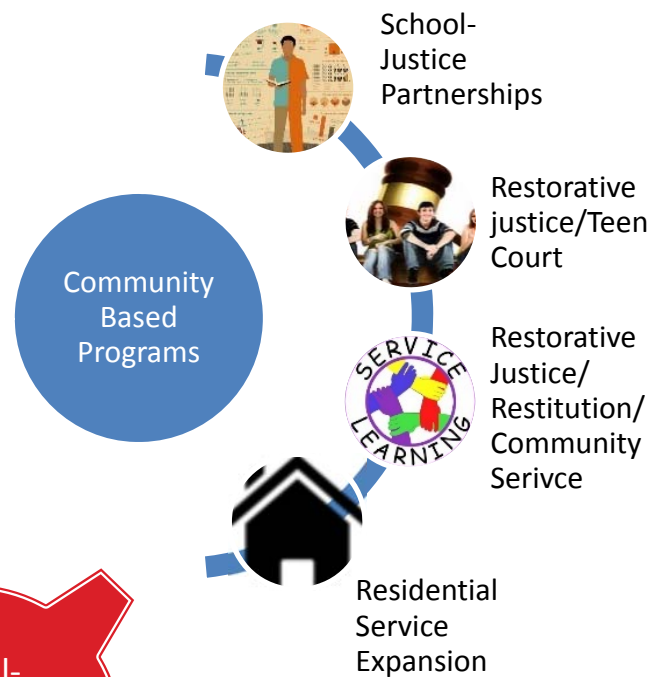 School-
Justice
Partnerships
Restorative
justice/Teen
Court
Community
Based
Programs
SERVICE
LEARNING
Restorative
Justice/
Restitution/
Community
Serivce
Residential
Service
Expansion